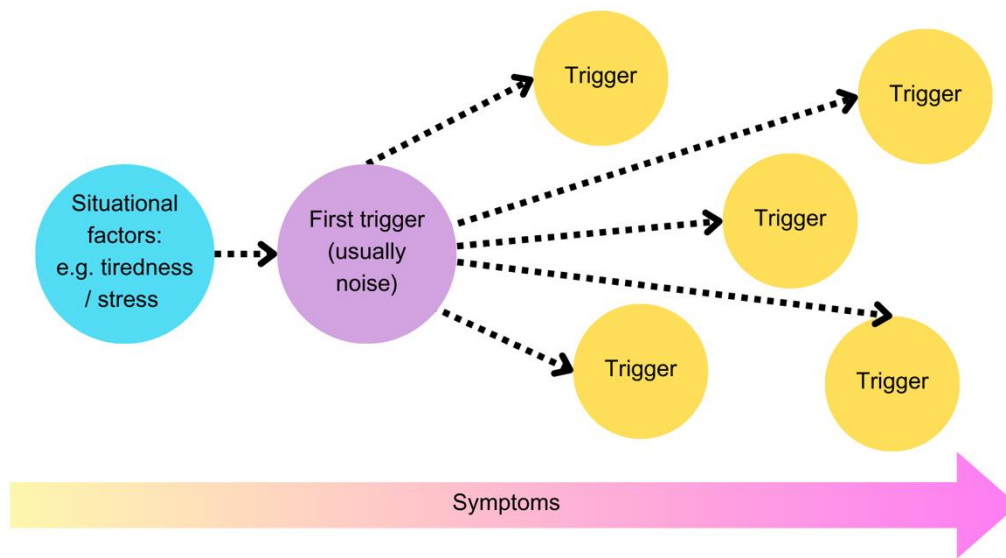 Situational
factors:
e.g. tiredness
/ stress
First trigger
(usually
noise)
Trigger
Trigger
Trigger
Trigger
Trigger
Symptoms